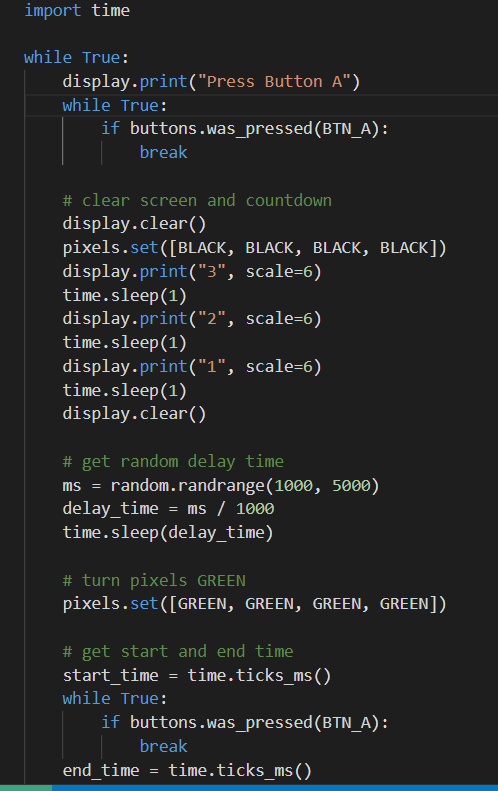 import time
while True:
display.print("Press Button A")
while True:
if buttons.was_pressed(BTN_A):
break
# clear screen and countdown
display.clear()
pixels.set([BLACK, BLACK, BLACK, BLACK])
display.print("3", scale=6)
time.sleep(1)
display.print("2", scale=6)
time.sleep(1)
display.print("1", scale=6)
time.sleep(1)
display.clear()
# get random delay time
ms = random.randrange(1000, 5000)
delay_time = ms / 1000
time.sleep(delay_time)
# turn pixels GREEN
pixels.set([GREEN, GREEN, GREEN, GREEN])
# get start and end time
start_time = time.ticks_ms()
while True:
if buttons.was_pressed(BTN_A):
break
end_time = time.ticks_ms()